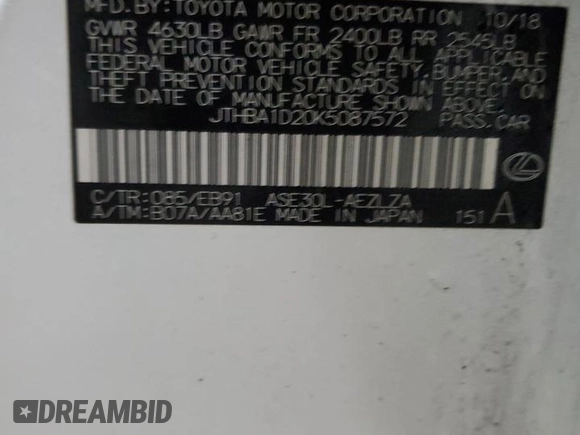 MFD.BY:TOYOTA MOTOR CORPORATION 10/18
GVWR 4630LB GAWR FR 2400LB RR 2545LB
THIS VEHICLE CONFORMS TO ALL APPLICABLE
FEDERAL MOTOR VEHICLE SAFETY,BUMPER,AND
THEFT PREVENTION STANDARDS IN EFFECT ON
THE DATE OF MANUFACTURE SHOWN ABOVE.
JTHBA1D20K5087572 PASS.CAR
C/TR:085/EB91 ASE30L-AEZLZA
A/TM:B07A/AA81E MADE IN JAPAN 151 A
DREAMBID